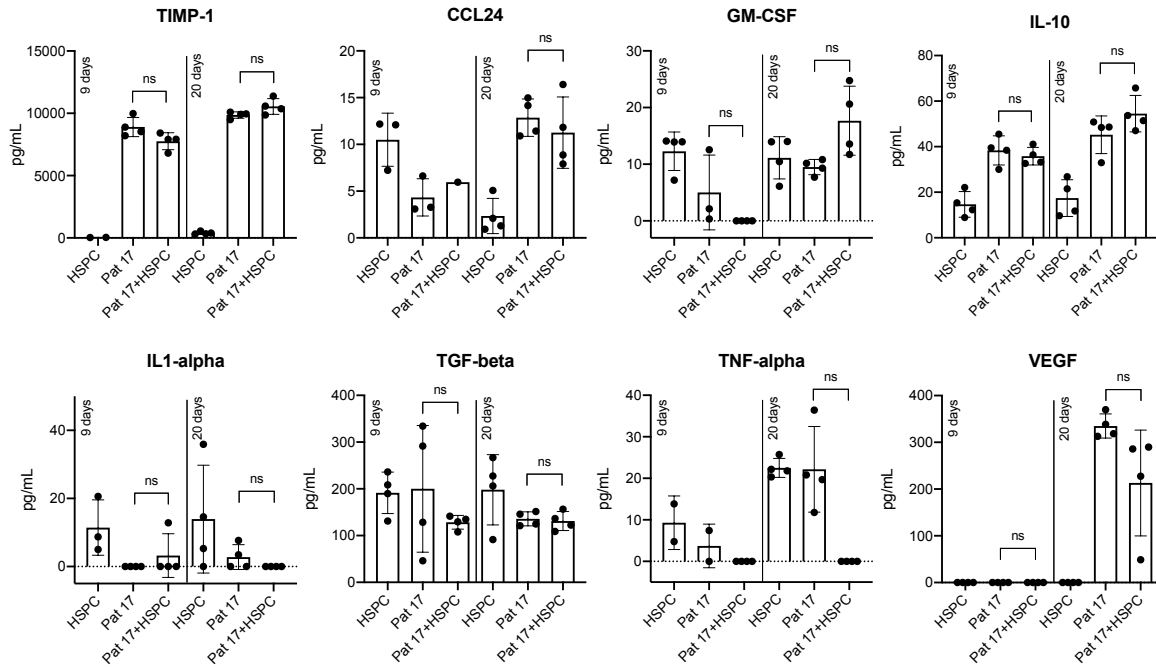 TIMP-1
15000
10000
5000
0
pg/mL
9 days
20 days
ns
ns
HSPC
Pat 17
Pat 17+HSPC
HSPC
Pat 17
Pat 17+HSPC
CCL24
20
15
10
5
0
pg/mL
9 days
20 days
ns
HSPC
Pat 17
Pat 17+HSPC
HSPC
Pat 17
Pat 17+HSPC
GM-CSF
30
20
10
0
pg/mL
9 days
20 days
ns
ns
HSPC
Pat 17
Pat 17+HSPC
HSPC
Pat 17
Pat 17+HSPC
IL-10
80
60
40
20
0
pg/mL
9 days
20 days
ns
ns
HSPC
Pat 17
Pat 17+HSPC
HSPC
Pat 17
Pat 17+HSPC
IL1-alpha
40
20
0
pg/mL
9 days
20 days
ns
ns
HSPC
Pat 17
Pat 17+HSPC
HSPC
Pat 17
Pat 17+HSPC
TGF-beta
400
300
200
100
0
pg/mL
9 days
20 days
ns
ns
HSPC
Pat 17
Pat 17+HSPC
HSPC
Pat 17
Pat 17+HSPC
TNF-alpha
40
30
20
10
0
pg/mL
9 days
20 days
ns
HSPC
Pat 17
Pat 17+HSPC
HSPC
Pat 17
Pat 17+HSPC
VEGF
400
300
200
100
0
pg/mL
9 days
20 days
ns
ns
HSPC
Pat 17
Pat 17+HSPC
HSPC
Pat 17
Pat 17+HSPC